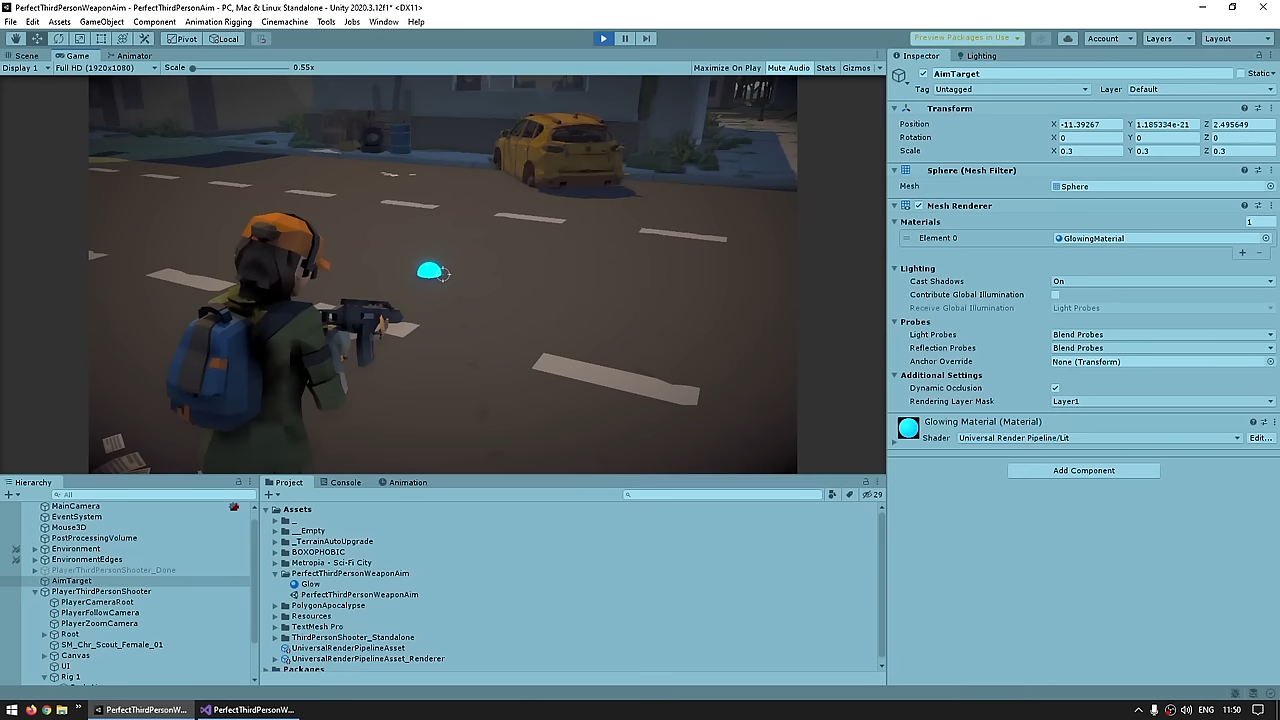 PerfectThirdPersonWeaponAim - PerfectThirdPersonAim - PC, Mac & Linux Standalone - Unity 2020.3.12f1* <DX11>
File Edit Assets GameObject Component Animation Rigging Cinemachine Tools Jobs Window Help
Pivot Local Preview Packages in Use Account Layers Layout
Scene Game Animator
Display 1 Full HD (1920x1080) Scale 0.55x Maximize On Play Mute Audio Stats Gizmos
Inspector Lighting
AimTarget Static
Tag Untagged Layer Default
Transform
Position X -11.39267 Y 1.185334e-21 Z 2.495649
Rotation X 0 Y 0 Z 0
Scale X 0.3 Y 0.3 Z 0.3
Sphere (Mesh Filter)
Mesh Sphere
Mesh Renderer
Materials 1
Element 0 GlowingMaterial
Lighting
Cast Shadows On
Contribute Global Illumination
Receive Global Illumination Light Probes
Probes
Light Probes Blend Probes
Reflection Probes Blend Probes
Anchor Override None (Transform)
Additional Settings
Dynamic Occlusion
Rendering Layer Mask Layer1
Glowing Material (Material)
Shader Universal Render Pipeline/Lit Edit...
Add Component
Hierarchy
All
MainCamera
EventSystem
Mouse3D
PostProcessingVolume
Environment
EnvironmentEdges
PlayerThirdPersonShooter_Done
AimTarget
PlayerThirdPersonShooter
PlayerCameraRoot
PlayerFollowCamera
PlayerZoomCamera
Root
SM_Chr_Scout_Female_01
Canvas
UI
Rig 1
Project Console Animation
29
Assets
_
__Empty
_TerrainAutoUpgrade
BOXOPHOBIC
Metropia - Sci-Fi City
PerfectThirdPersonWeaponAim
Glow
PerfectThirdPersonWeaponAim
PolygonApocalypse
Resources
TextMesh Pro
ThirdPersonShooter_Standalone
UniversalRenderPipelineAsset
UniversalRenderPipelineAsset_Renderer
Packages
PerfectThirdPersonW... PerfectThirdPersonW... ENG 11:50